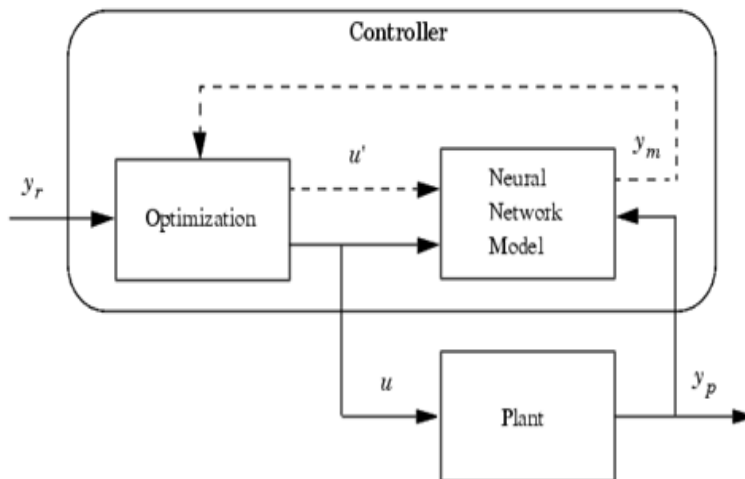 Controller
u'
y_m
y_r
Optimization
Neural
Network
Model
u
y_p
Plant